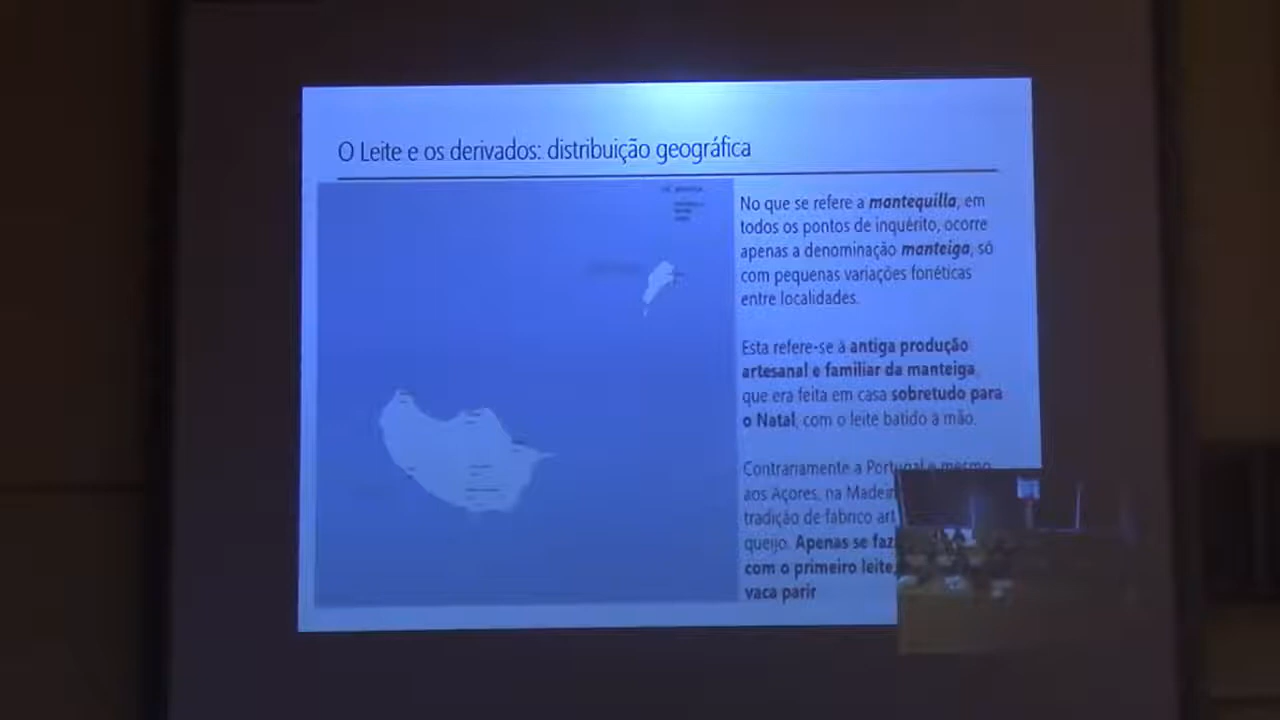 O Leite e os derivados: distribuição geográfica
No que se refere a mantequilla, em
todos os pontos de inquérito, ocorre
apenas a denominação manteiga, só
com pequenas variações fonéticas
entre localidades.
Esta refere-se à antiga produção
artesanal e familiar da manteiga
que era feita em casa sobretudo para
o Natal, com o leite batido à mão.
Contrariamente a Portugal e mesmo
aos Açores, na
tradição de fabrico
queijo. Apenas se
com o primeiro leite,
vaca parir